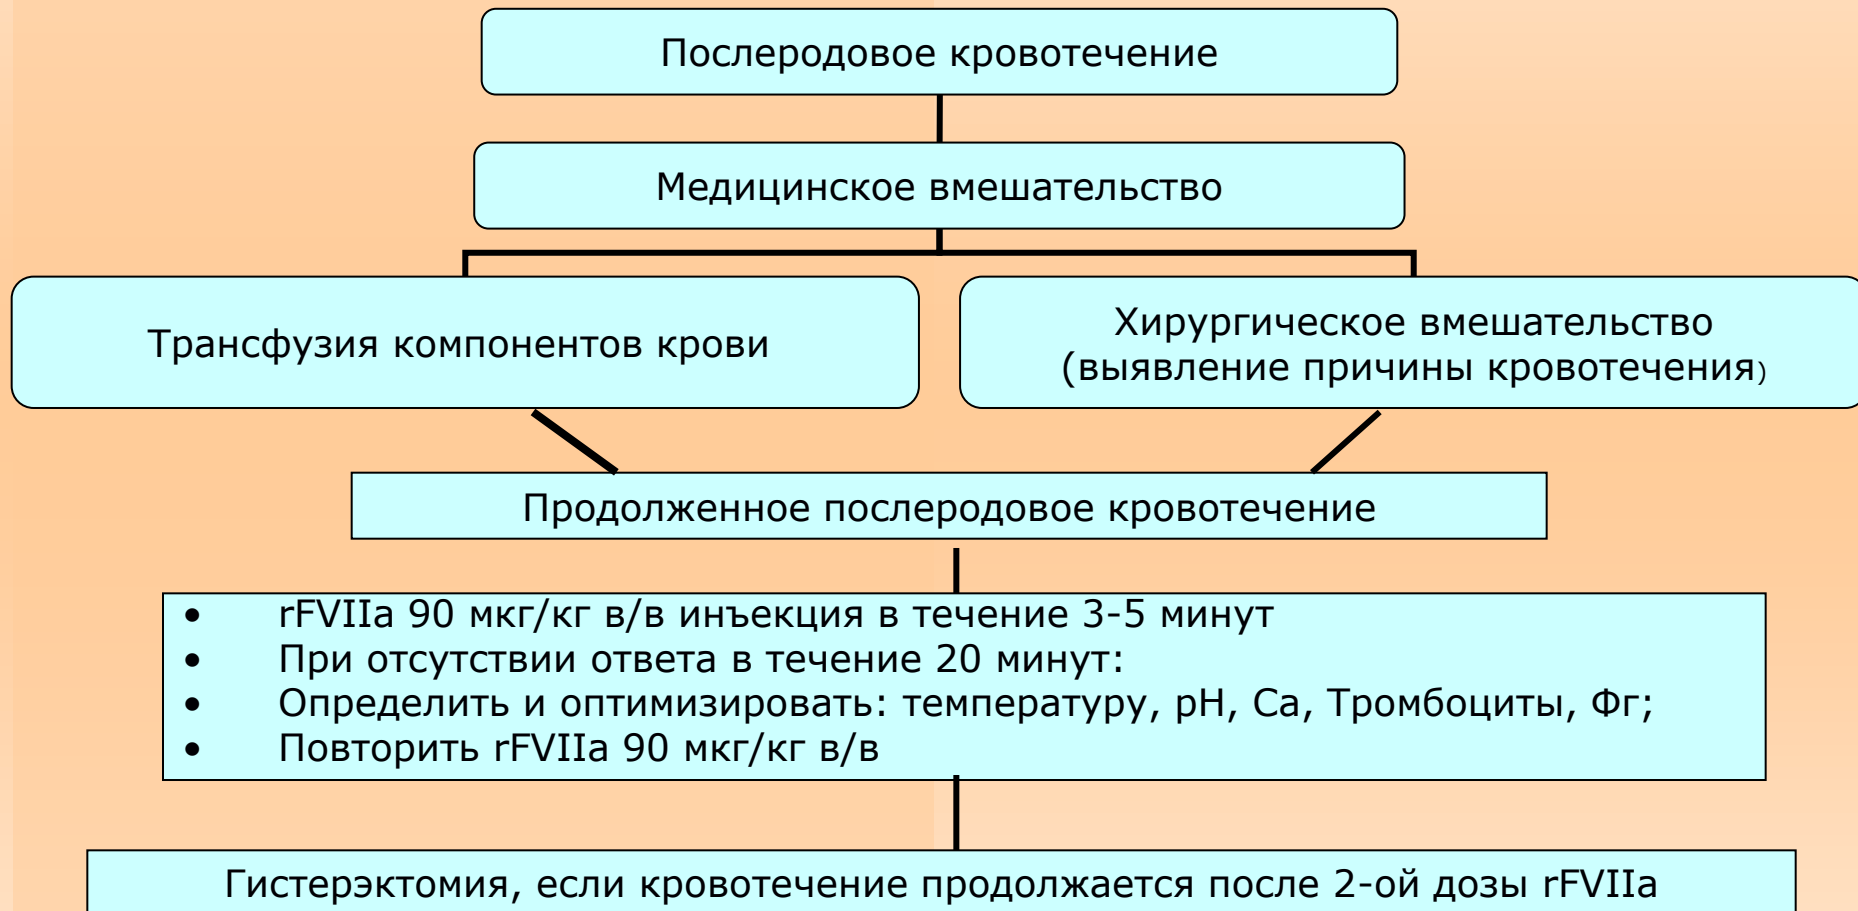 Послеродовое кровотечение
Медицинское вмешательство
Трансфузия компонентов крови
Хирургическое вмешательство
(выявление причины кровотечения)
Продолженное послеродовое кровотечение
• rFVIIa 90 мкг/кг в/в инъекция в течение 3-5 минут
• При отсутствии ответа в течение 20 минут:
• Определить и оптимизировать: температуру, pH, Ca, Тромбоциты, Фг;
• Повторить rFVIIa 90 мкг/кг в/в
Гистерэктомия, если кровотечение продолжается после 2-ой дозы rFVIIa